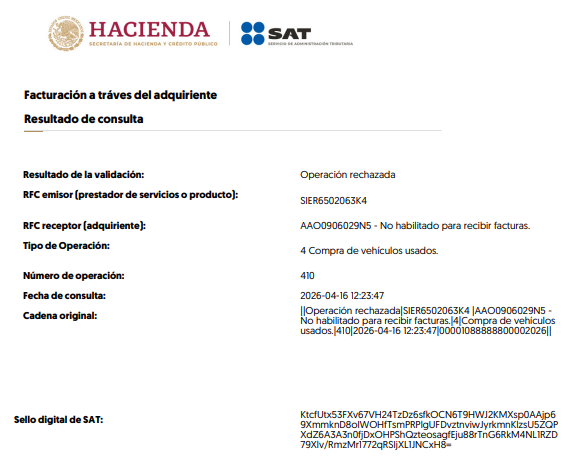 HACIENDA
SECRETARÍA DE HACIENDA Y CRÉDITO PÚBLICO
SAT
SERVICIO DE ADMINISTRACIÓN TRIBUTARIA
Facturación a tráves del adquiriente
Resultado de consulta
Resultado de la validación: Operación rechazada
RFC emisor (prestador de servicios o producto): SIER6502063K4
RFC receptor (adquiriente): AAO0906029N5 - No habilitado para recibir facturas.
Tipo de Operación: 4 Compra de vehículos usados.
Número de operación: 410
Fecha de consulta: 2026-04-16 12:23:47
Cadena original: ||Operación rechazada|SIER6502063K4 |AAO0906029N5 -
No habilitado para recibir facturas.|4|Compra de vehículos
usados.|410|2026-04-16 12:23:47|00001088888800002026||
Sello digital de SAT: KtcfUtx53FXv67VH24TzDz6sfkOCN6T9HWJ2KMXsp0AAjp6
9XmmknD8oIWOHfTsmPRPlgUFDvztnviwJyrkmnKlzsU5ZQP
XdZ6A3A3n0fjDxOHPShQzteosagfEju88rTnG6RkM4NL1RZD
79XIv/RmzMr1772qRSIjXL1JNCxH8=